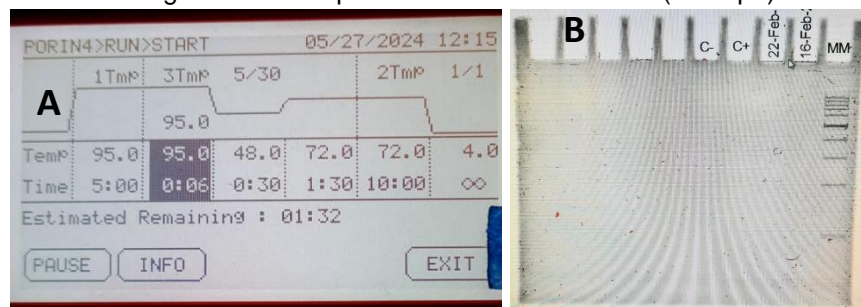 PORIN4>RUN>START 05/27/2024 12:15
1Tmp 3Tmp 5/30 2Tmp 1/1
A
95.0
Temp 95.0 95.0 48.0 72.0 72.0 4.0
Time 5:00 0:06 0:30 1:30 10:00 ∞
Estimated Remaining : 01:32
PAUSE INFO EXIT
B
C- C+ 22-Feb- 16-Feb- MM